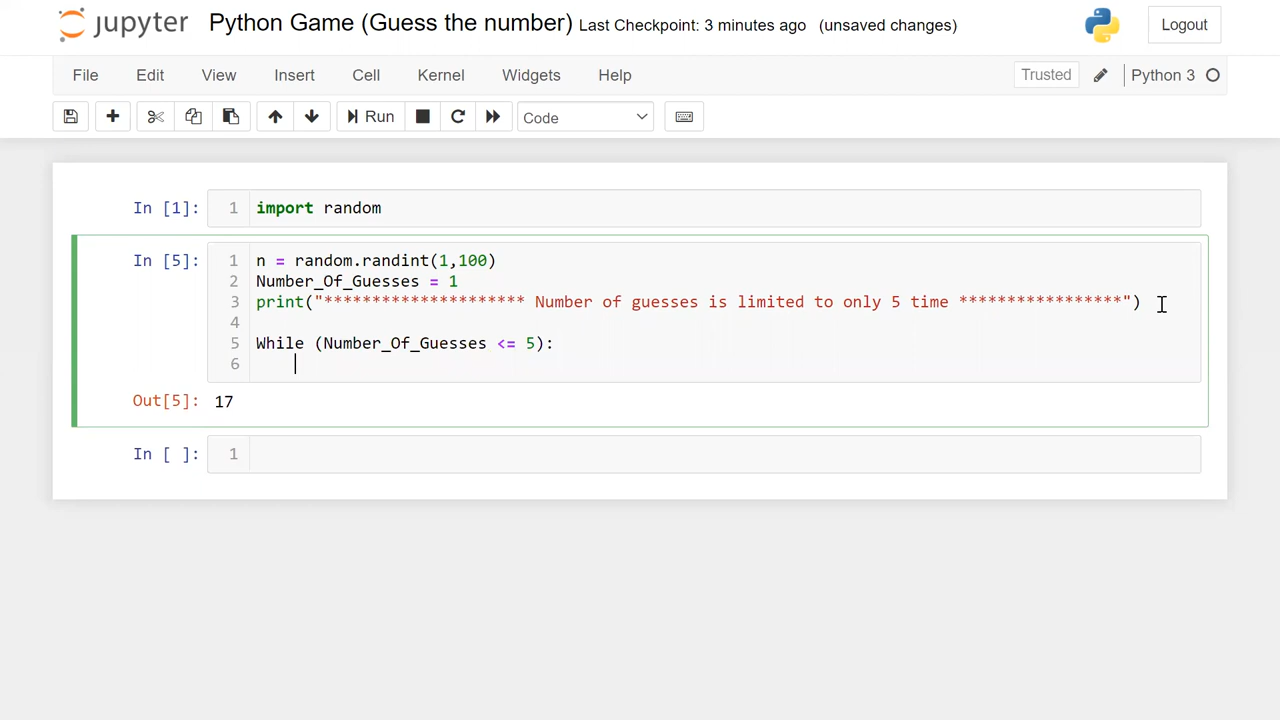 jupyter Python Game (Guess the number) Last Checkpoint: 3 minutes ago (unsaved changes) Logout
File Edit View Insert Cell Kernel Widgets Help Trusted Python 3
Run Code
In [1]: 1 import random
In [5]: 1 n = random.randint(1,100)
2 Number_Of_Guesses = 1
3 print("********************* Number of guesses is limited to only 5 time *****************")
4
5 While (Number_Of_Guesses <= 5):
6
Out[5]: 17
In [ ]: 1